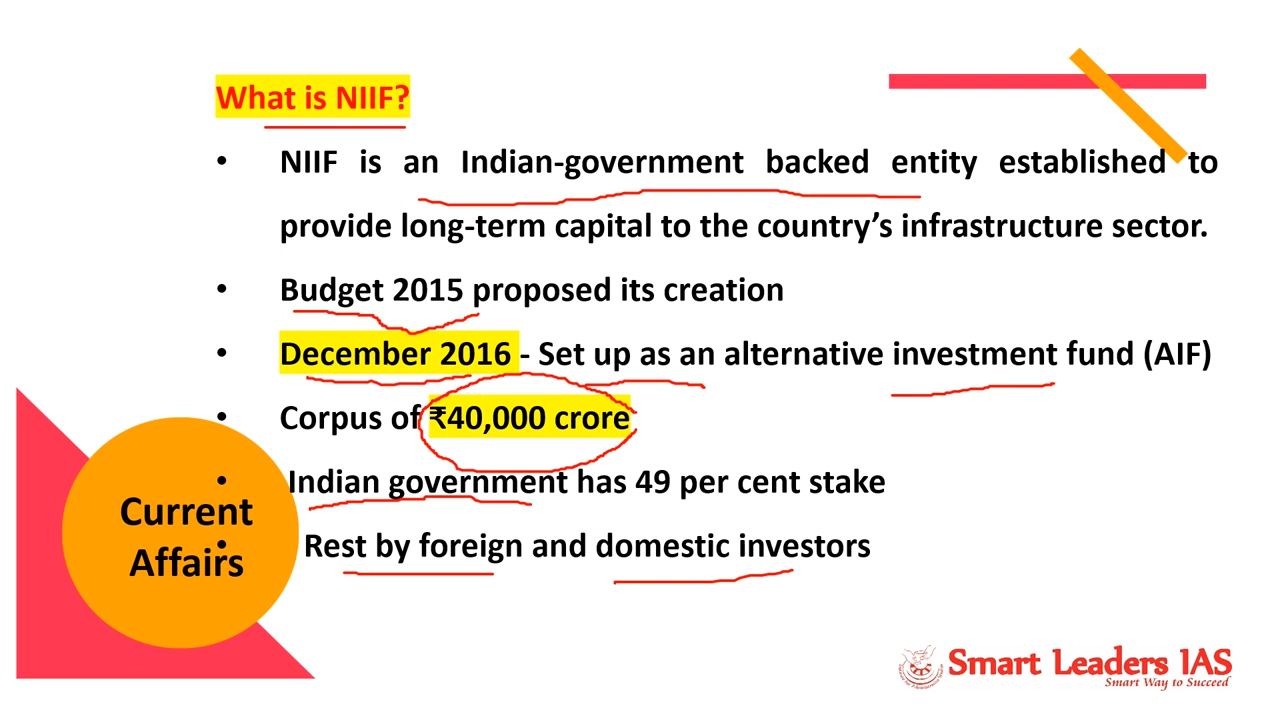 What is NIIF?
• NIIF is an Indian-government backed entity established to
provide long-term capital to the country’s infrastructure sector.
• Budget 2015 proposed its creation
• December 2016 - Set up as an alternative investment fund (AIF)
• Corpus of ₹40,000 crore
• Indian government has 49 per cent stake
• Rest by foreign and domestic investors
Current
Affairs
Smart Leaders IAS
Smart Way to Succeed